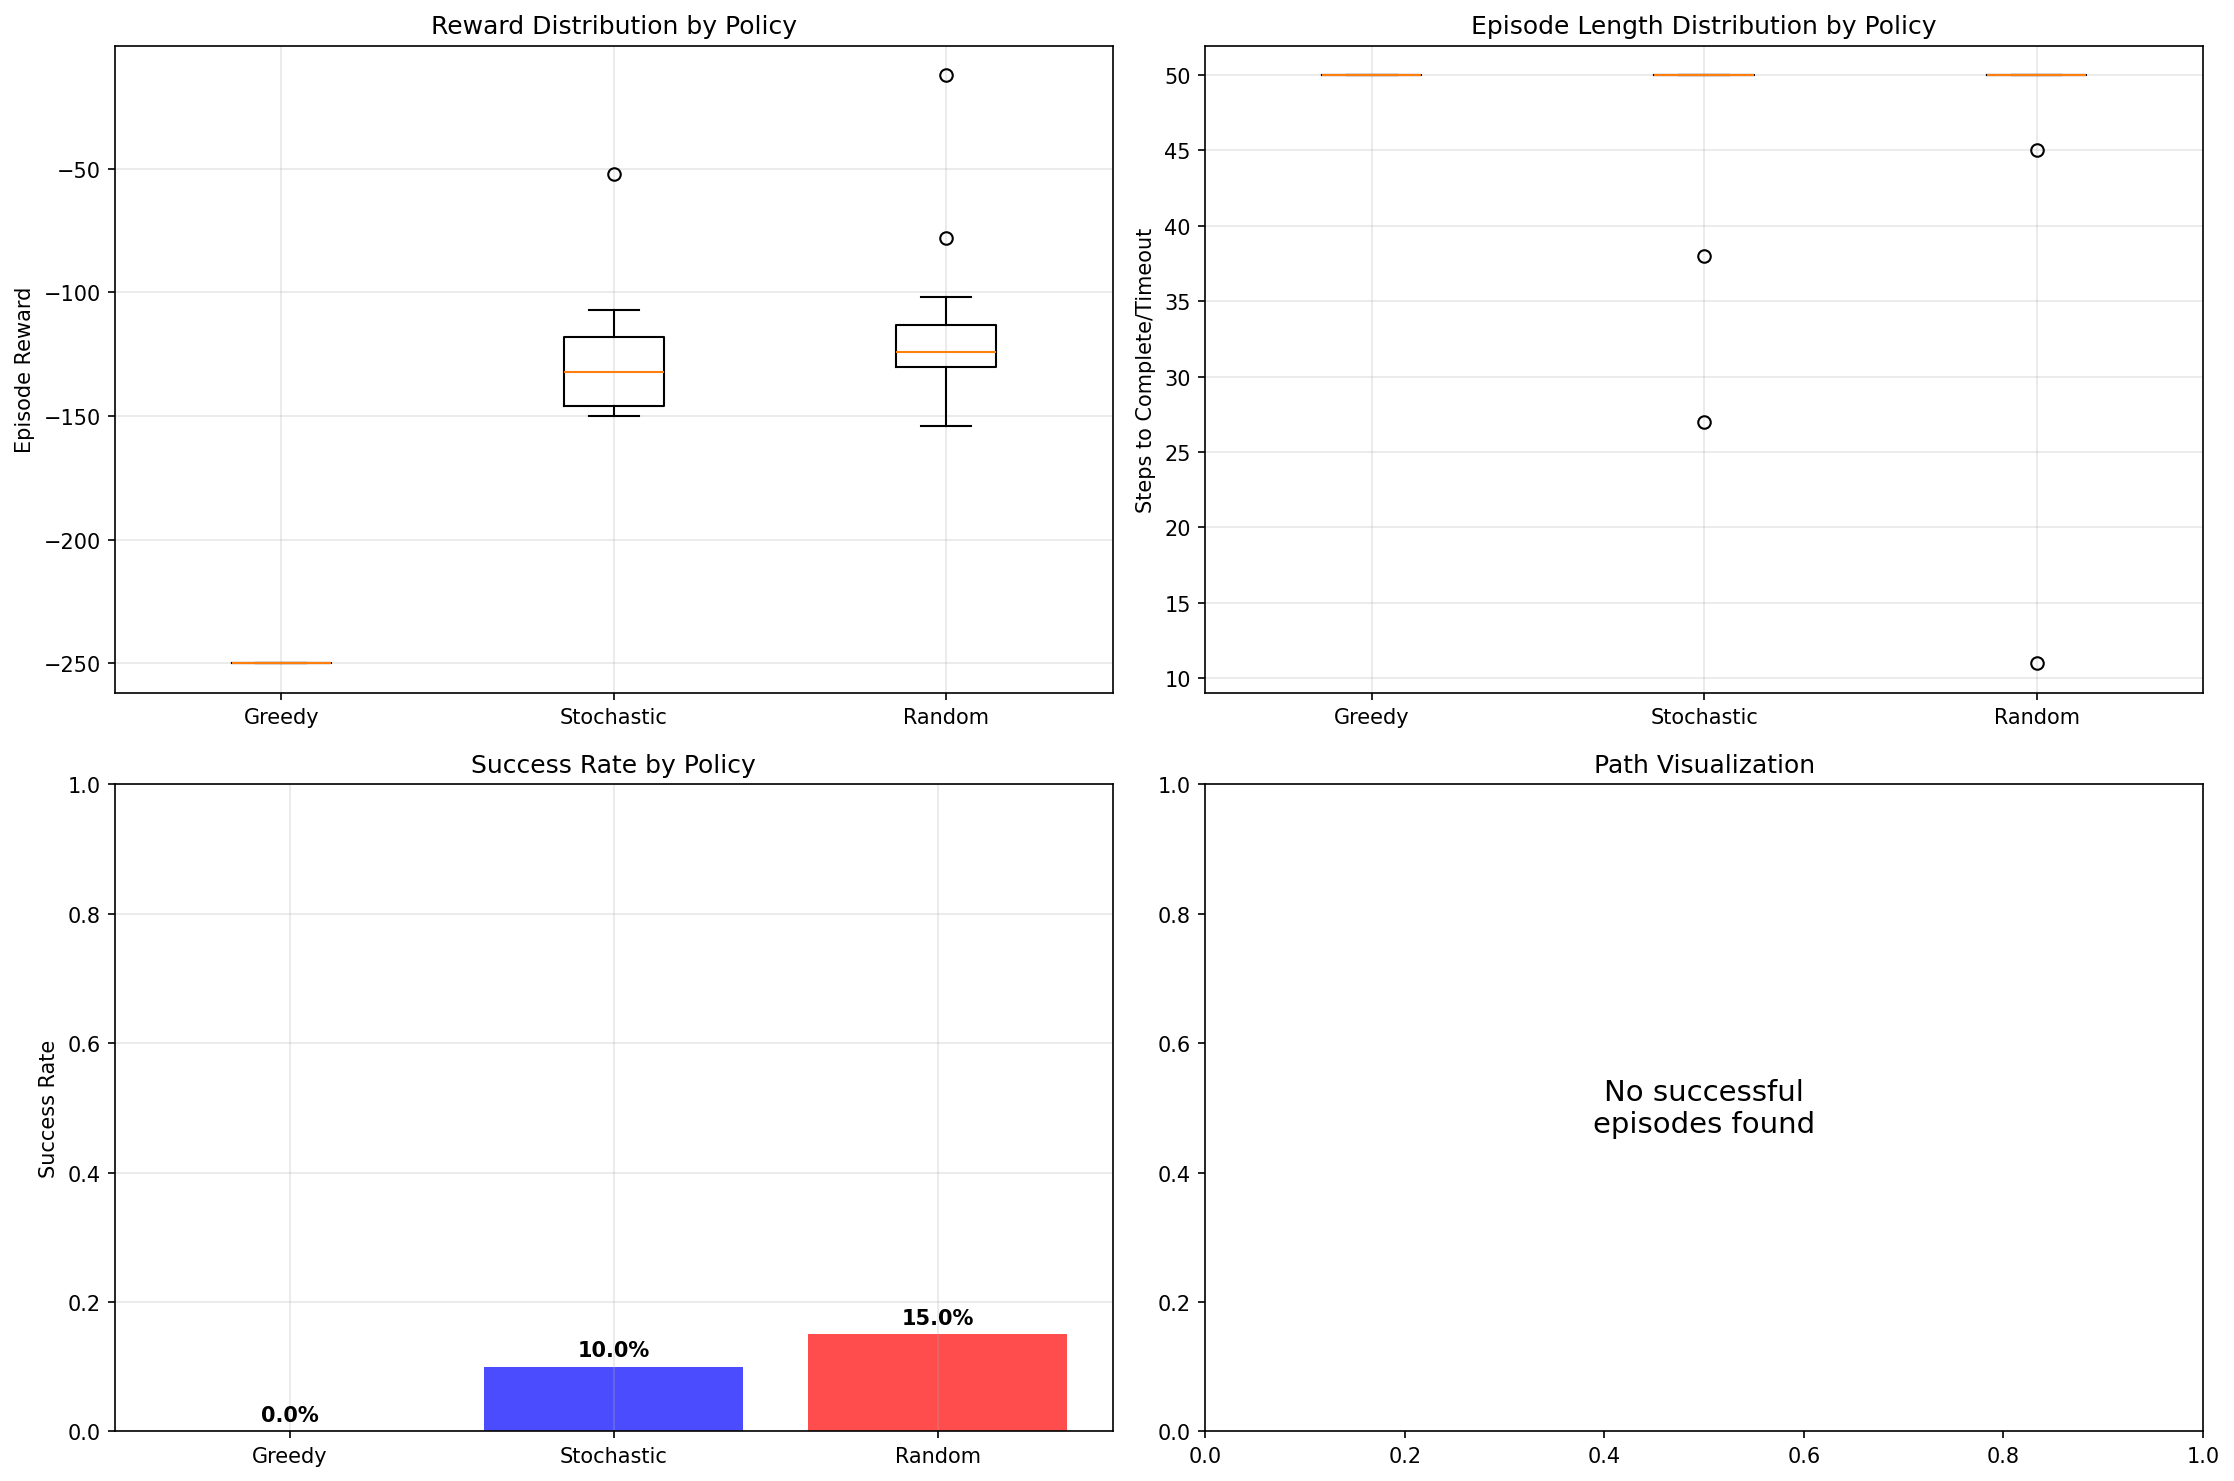 Reward Distribution by Policy
Episode Reward
−50
−100
−150
−200
−250
Greedy
Stochastic
Random
Episode Length Distribution by Policy
Steps to Complete/Timeout
50
45
40
35
30
25
20
15
10
Greedy
Stochastic
Random
Success Rate by Policy
Success Rate
1.0
0.8
0.6
0.4
0.2
0.0
0.0%
10.0%
15.0%
Greedy
Stochastic
Random
Path Visualization
1.0
0.8
0.6
0.4
0.2
0.0
No successful
episodes found
0.0
0.2
0.4
0.6
0.8
1.0